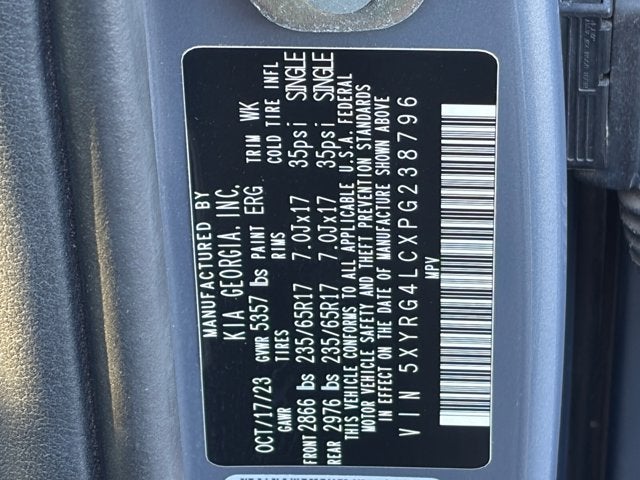 MANUFACTURED BY
KIA GEORGIA, INC.
OCT/17/23 GVWR 5357 lbs PAINT ERG TRIM WK
GAWR TIRES RIMS COLD TIRE INFL
FRONT 2866 lbs 235/65R17 7.0Jx17 35psi SINGLE
REAR 2976 lbs 235/65R17 7.0Jx17 35psi SINGLE
THIS VEHICLE CONFORMS TO ALL APPLICABLE U.S.A. FEDERAL
MOTOR VEHICLE SAFETY AND THEFT PREVENTION STANDARDS
IN EFFECT ON THE DATE OF MANUFACTURE SHOWN ABOVE
VIN 5XYRG4LCXPG238796
MPV